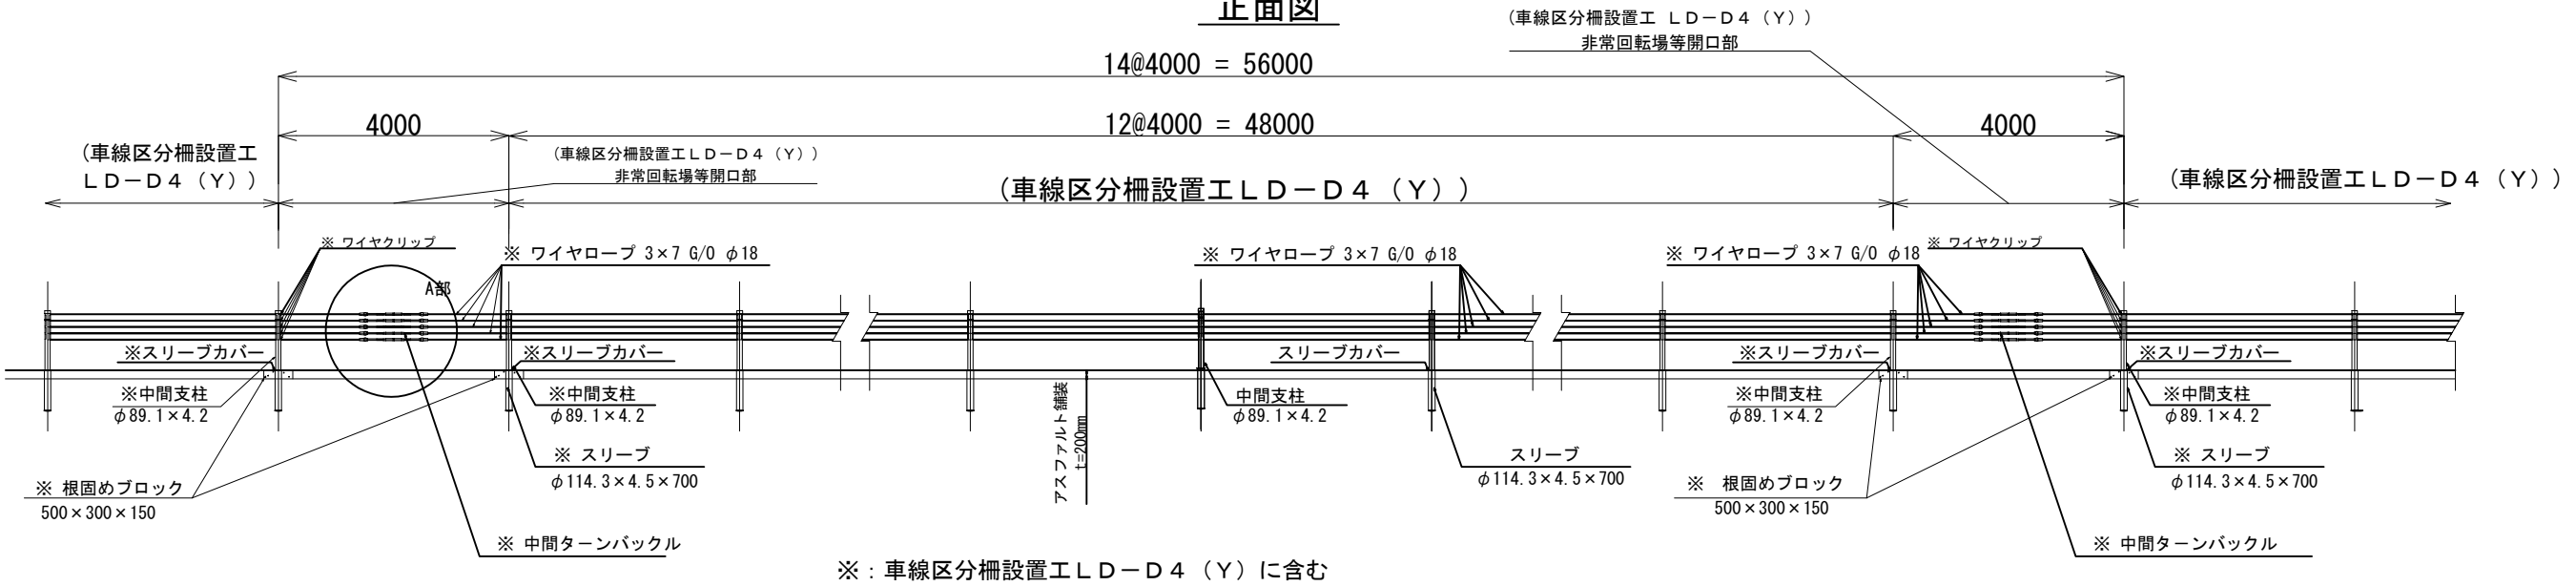 正面図
(車線区分柵設置工 ＬＤ－Ｄ４（Ｙ）)
非常回転場等開口部
14@4000 = 56000
4000
12@4000 = 48000
4000
(車線区分柵設置工
ＬＤ－Ｄ４（Ｙ）)
(車線区分柵設置工ＬＤ－Ｄ４（Ｙ）)
非常回転場等開口部
(車線区分柵設置工ＬＤ－Ｄ４（Ｙ）)
(車線区分柵設置工ＬＤ－Ｄ４（Ｙ）)
※ ワイヤクリップ
※ ワイヤロープ 3×7 G/O φ18
※ ワイヤロープ 3×7 G/O φ18
※ ワイヤロープ 3×7 G/O φ18
※ ワイヤクリップ
A部
※スリーブカバー
※スリーブカバー
スリーブカバー
※スリーブカバー
※スリーブカバー
※中間支柱
φ89.1×4.2
※中間支柱
φ89.1×4.2
アスファルト舗装
t=200mm
中間支柱
φ89.1×4.2
※中間支柱
φ89.1×4.2
※中間支柱
φ89.1×4.2
※ スリーブ
φ114.3×4.5×700
スリーブ
φ114.3×4.5×700
※ スリーブ
φ114.3×4.5×700
※ 根固めブロック
500×300×150
※ 根固めブロック
500×300×150
※ 中間ターンバックル
※ 中間ターンバックル
※：車線区分柵設置工ＬＤ－Ｄ４（Ｙ）に含む